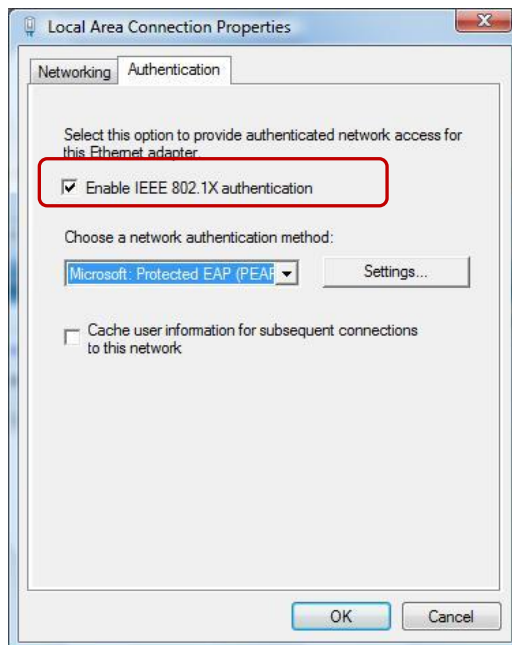 Local Area Connection Properties
Networking
Authentication
Select this option to provide authenticated network access for
this Ethernet adapter.
Enable IEEE 802.1X authentication
Choose a network authentication method:
Microsoft: Protected EAP (PEAP
Settings...
Cache user information for subsequent connections
to this network
OK
Cancel